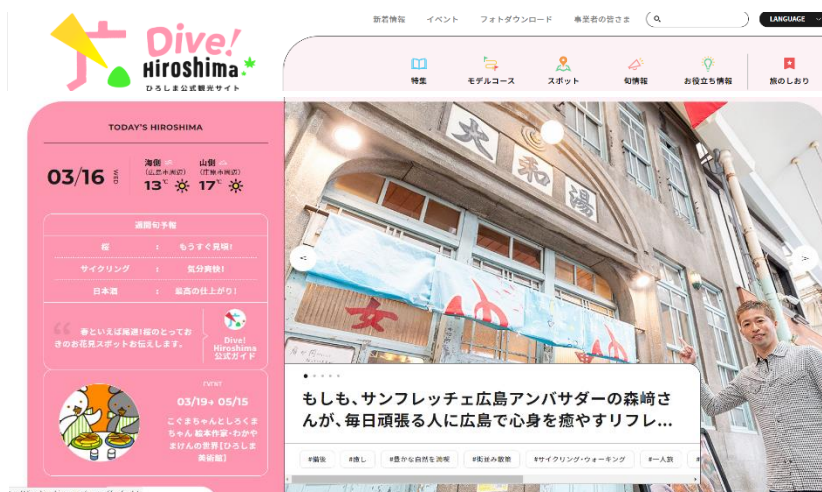 新着情報 イベント フォトダウンロード 事業者の皆さま LANGUAGE
Dive!
Hiroshima
ひろしま公式観光サイト
特集 モデルコース スポット 旬情報 お役立ち情報 旅のしおり
TODAY'S HIROSHIMA
03/16 WED
海側 山側
(広島市周辺) (庄原市周辺)
13℃ 17℃
週間旬予報
桜 : もうすぐ見頃!
サイクリング : 気分爽快!
日本酒 : 最高の仕上がり!
春といえば尾道!桜のとってお
きのお花見スポットお伝えします。
Dive!
Hiroshima
公式ガイド
EVENT
03/19→ 05/15
こぐまちゃんとしろくま
ちゃん 絵本作家・わかや
まけんの世界【ひろしま
美術館】
大和湯
女 ゆ 男
もしも、サンフレッチェ広島アンバサダーの森﨑さ
んが、毎日頑張る人に広島で心身を癒やすリフレ...
#備後 #癒し #豊かな自然を満喫 #街並み散策 #サイクリング・ウォーキング #一人旅 #